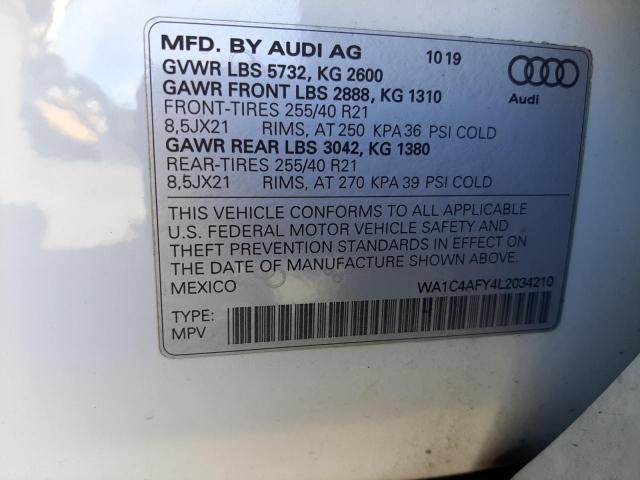 MFD. BY AUDI AG 10 19
GVWR LBS 5732, KG 2600
GAWR FRONT LBS 2888, KG 1310
Audi
FRONT-TIRES 255/40 R21
8,5JX21 RIMS, AT 250 KPA 36 PSI COLD
GAWR REAR LBS 3042, KG 1380
REAR-TIRES 255/40 R21
8,5JX21 RIMS, AT 270 KPA 39 PSI COLD
THIS VEHICLE CONFORMS TO ALL APPLICABLE
U.S. FEDERAL MOTOR VEHICLE SAFETY AND
THEFT PREVENTION STANDARDS IN EFFECT ON
THE DATE OF MANUFACTURE SHOWN ABOVE.
MEXICO WA1C4AFY4L2034210
TYPE:
MPV